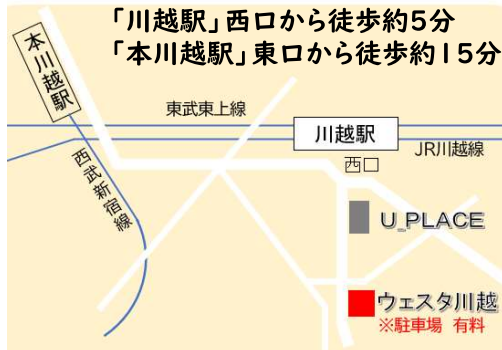 「川越駅」西口から徒歩約5分
「本川越駅」東口から徒歩約15分
本川越駅
東武東上線
川越駅
JR川越線
西口
西武新宿線
U_PLACE
ウェスタ川越
※駐車場 有料